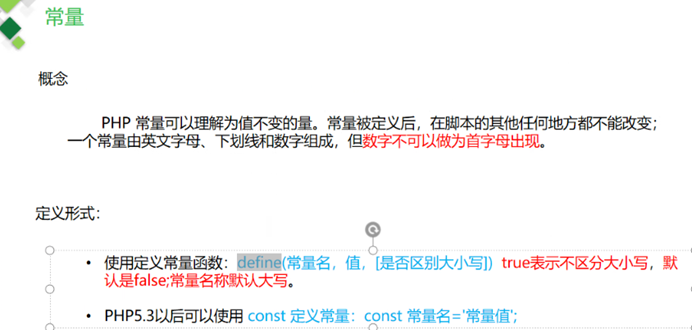 常量
概念
PHP 常量可以理解为值不变的量。常量被定义后，在脚本的其他任何地方都不能改变；
一个常量由英文字母、下划线和数字组成，但数字不可以做为首字母出现。
定义形式：
• 使用定义常量函数：define(常量名，值，[是否区别大小写]) true表示不区分大小写，默
认是false;常量名称默认大写。
• PHP5.3以后可以使用 const 定义常量：const 常量名='常量值';